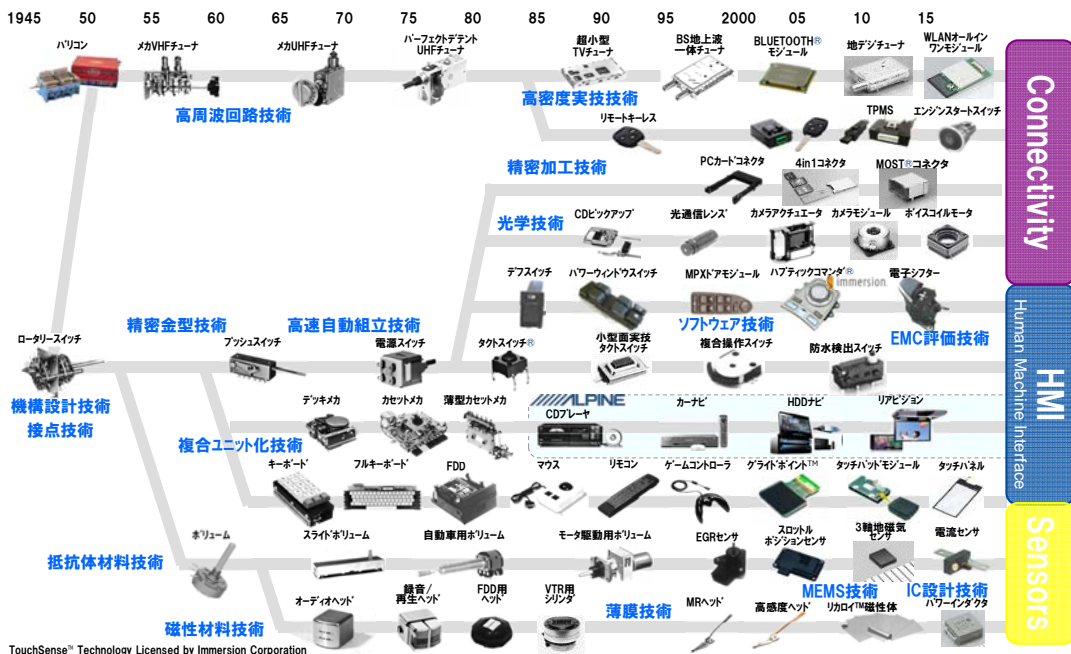 1945 50 55 60 65 70 75 80 85 90 95 2000 05 10 15
バリコン
メカVHFチューナ
メカUHFチューナ
パーフェクトデテント
UHFチューナ
超小型
TVチューナ
BS地上波
一体チューナ
BLUETOOTH®
モジュール
地デジチューナ
WLANオールイン
ワンモジュール
高周波回路技術
高密度実技技術
リモートキーレス
TPMS
エンジンスタートスイッチ
精密加工技術
PCカードコネクタ
4in1コネクタ
MOST®コネクタ
光学技術
CDピックアップ
光通信レンズ
カメラアクチュエータ
カメラモジュール
ボイスコイルモータ
デフスイッチ
パワーウィンドウスイッチ
MPXドアモジュール
ハプティックコマンダ®
immersion.
電子シフター
精密金型技術
高速自動組立技術
ソフトウェア技術
EMC評価技術
ロータリースイッチ
プッシュスイッチ
電源スイッチ
タクトスイッチ®
小型面実技
タクトスイッチ
複合操作スイッチ
防水検出スイッチ
機構設計技術
接点技術
デッキメカ
カセットメカ
薄型カセットメカ
ALPINE
CDプレーヤ
カーナビ
HDDナビ
リアビジョン
複合ユニット化技術
キーボード
フルキーボード
FDD
マウス
リモコン
ゲームコントローラ
グライドポイント™
タッチパッドモジュール
タッチパネル
ボリューム
スライドボリューム
自動車用ボリューム
モータ駆動用ボリューム
EGRセンサ
スロットル
ポジションセンサ
3軸地磁気
センサ
電流センサ
抵抗体材料技術
MEMS技術
IC設計技術
オーディオヘッド
録音/
再生ヘッド
FDD用
ヘッド
VTR用
シリンダ
薄膜技術
MRヘッド
高感度ヘッド
リカロイ™磁性体
パワーインダクタ
磁性材料技術
Connectivity
HMI
Human Machine Interface
Sensors
TouchSense™ Technology Licensed by Immersion Corporation